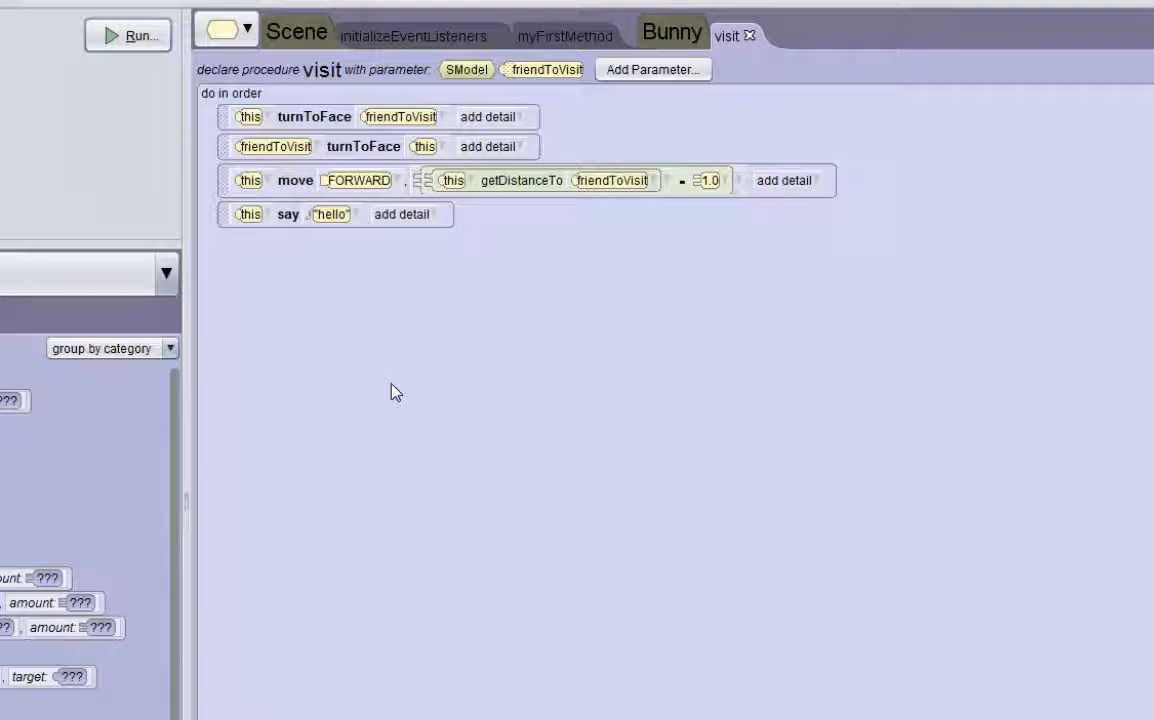 Run...
Scene initializeEventListeners myFirstMethod Bunny visit
declare procedure visit with parameter: SModel friendToVisit Add Parameter...
do in order
this turnToFace friendToVisit add detail
friendToVisit turnToFace this add detail
this move FORWARD , this getDistanceTo friendToVisit - 1.0 add detail
this say "hello" add detail
group by category
???
ount: ???
, amount: ???
?? , amount: ???
, target: ???